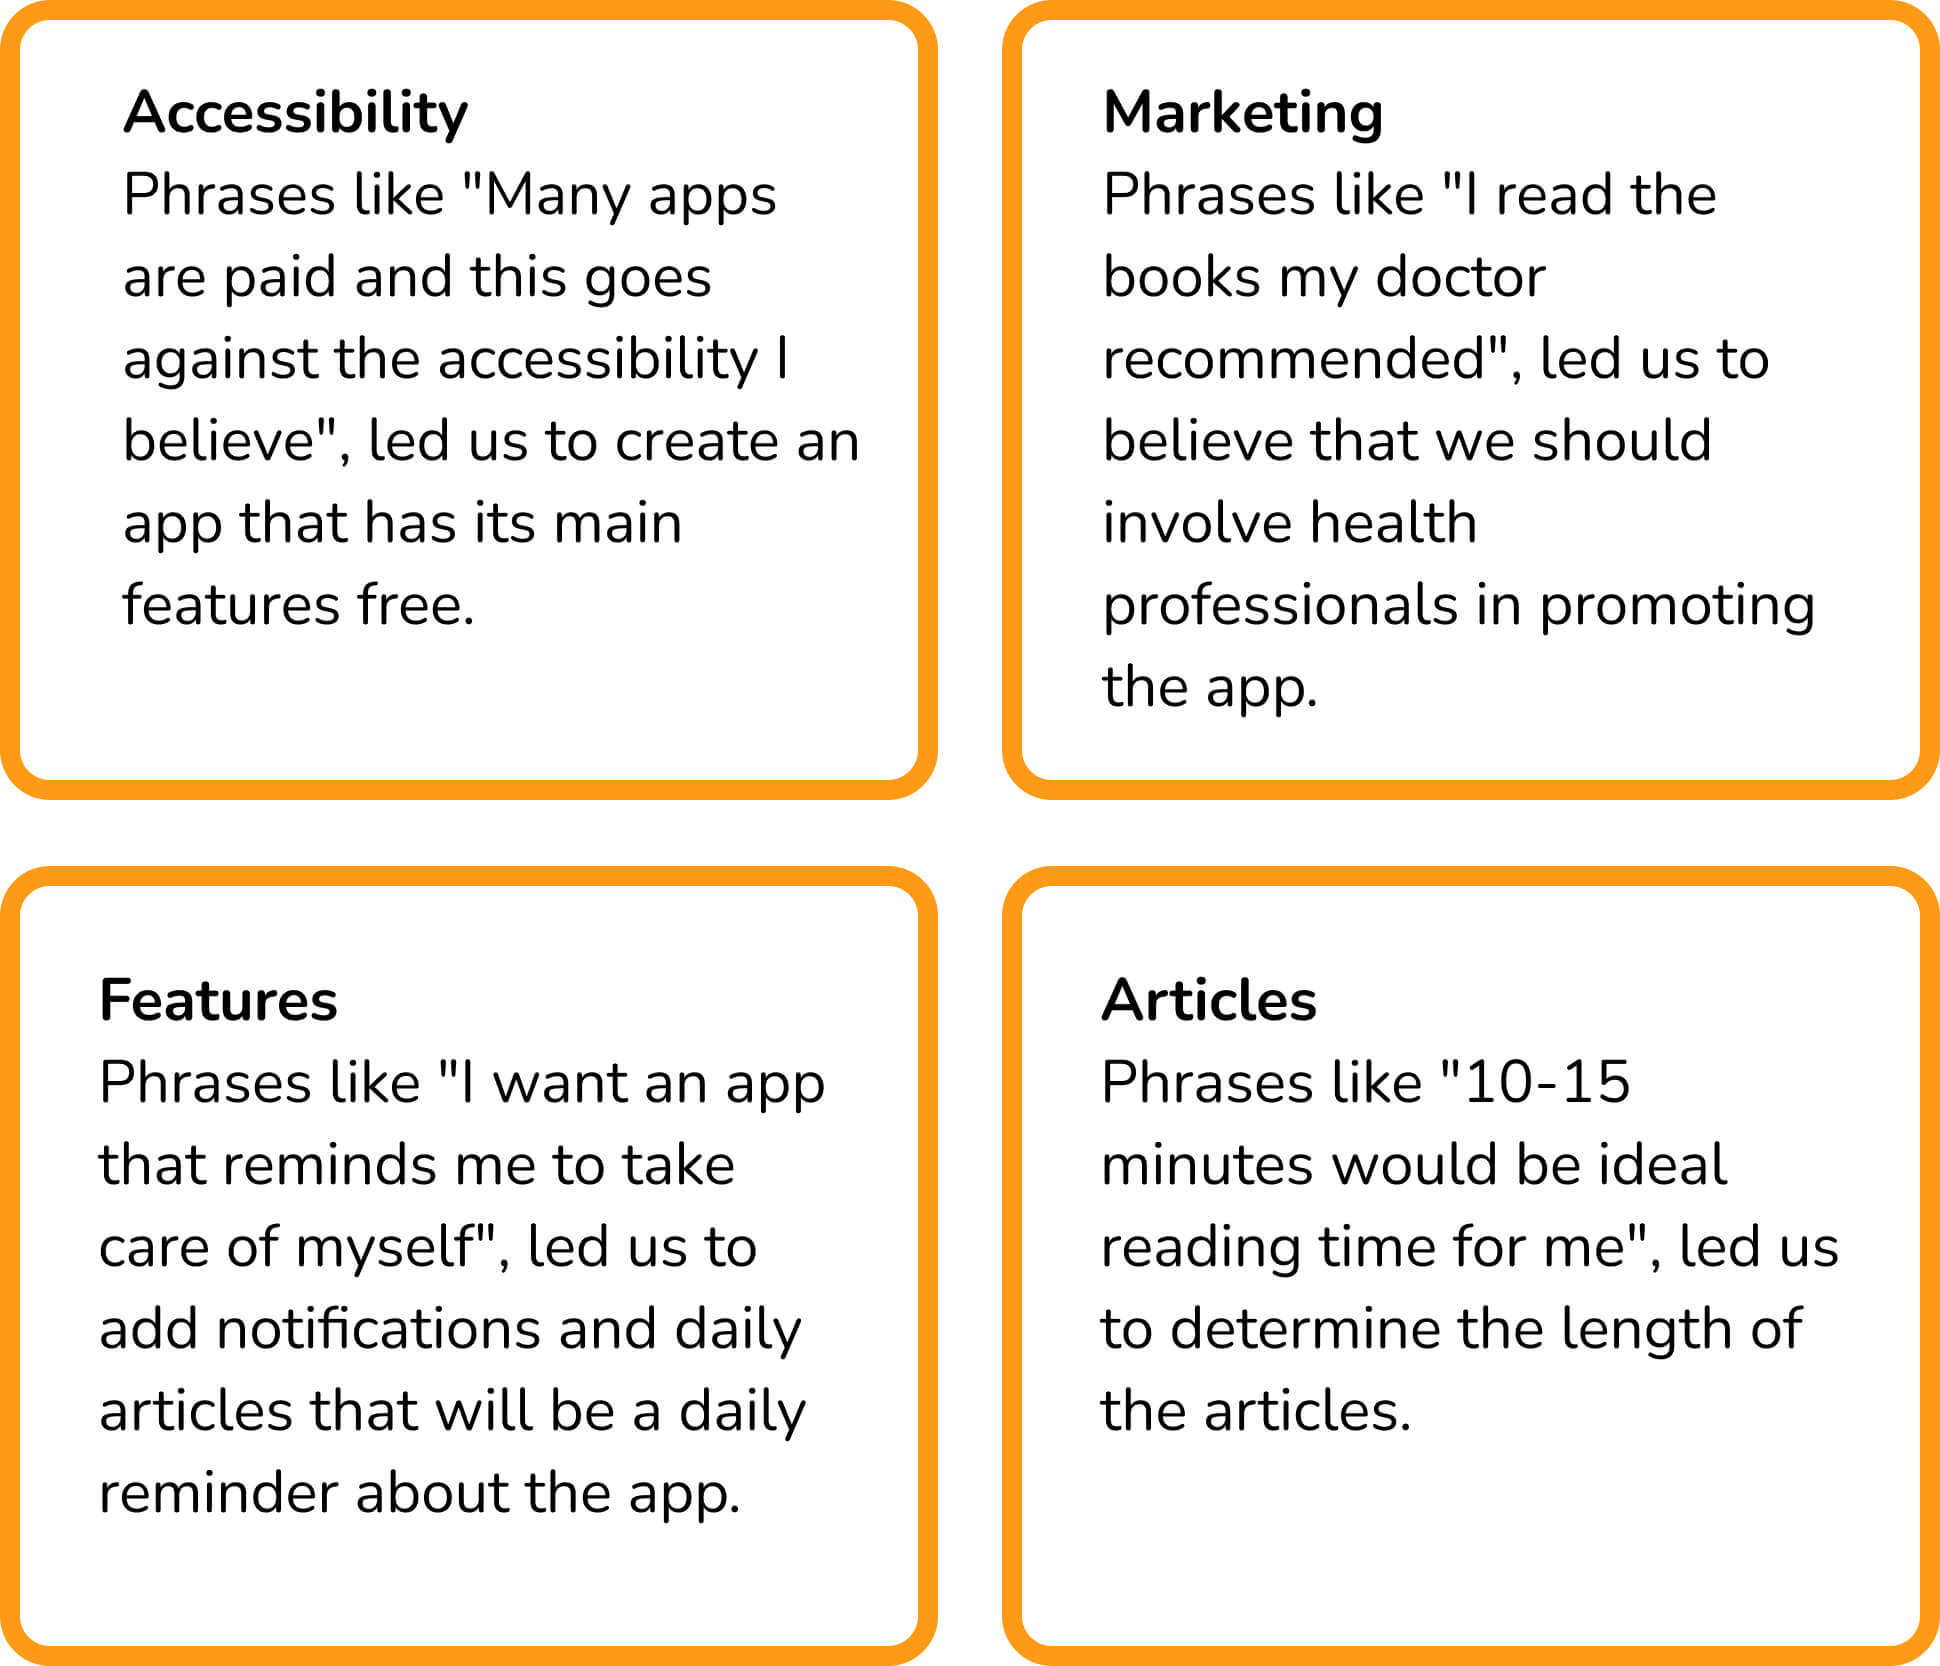 Accessibility
Phrases like "Many apps
are paid and this goes
against the accessibility I
believe", led us to create an
app that has its main
features free.
Marketing
Phrases like "I read the
books my doctor
recommended", led us to
believe that we should
involve health
professionals in promoting
the app.
Features
Phrases like "I want an app
that reminds me to take
care of myself", led us to
add notifications and daily
articles that will be a daily
reminder about the app.
Articles
Phrases like "10-15
minutes would be ideal
reading time for me", led us
to determine the length of
the articles.